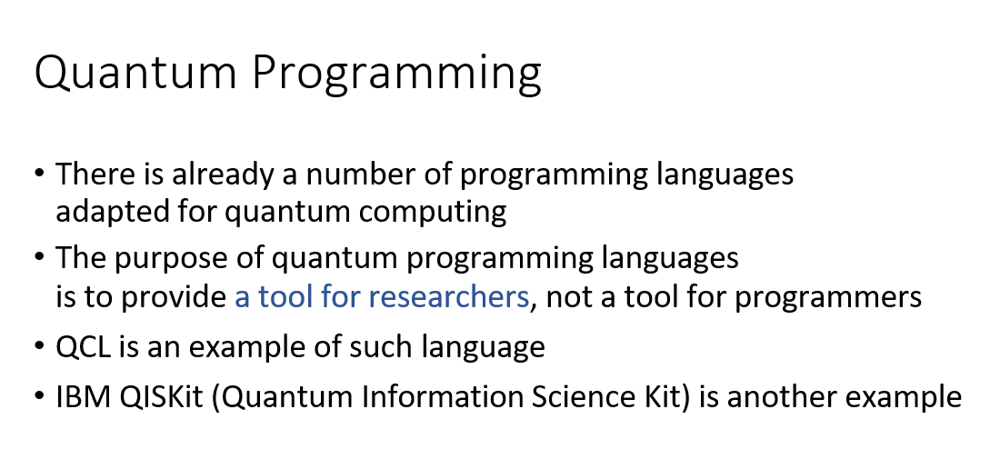 Quantum Programming
• There is already a number of programming languages
adapted for quantum computing
• The purpose of quantum programming languages
is to provide a tool for researchers, not a tool for programmers
• QCL is an example of such language
• IBM QISKit (Quantum Information Science Kit) is another example